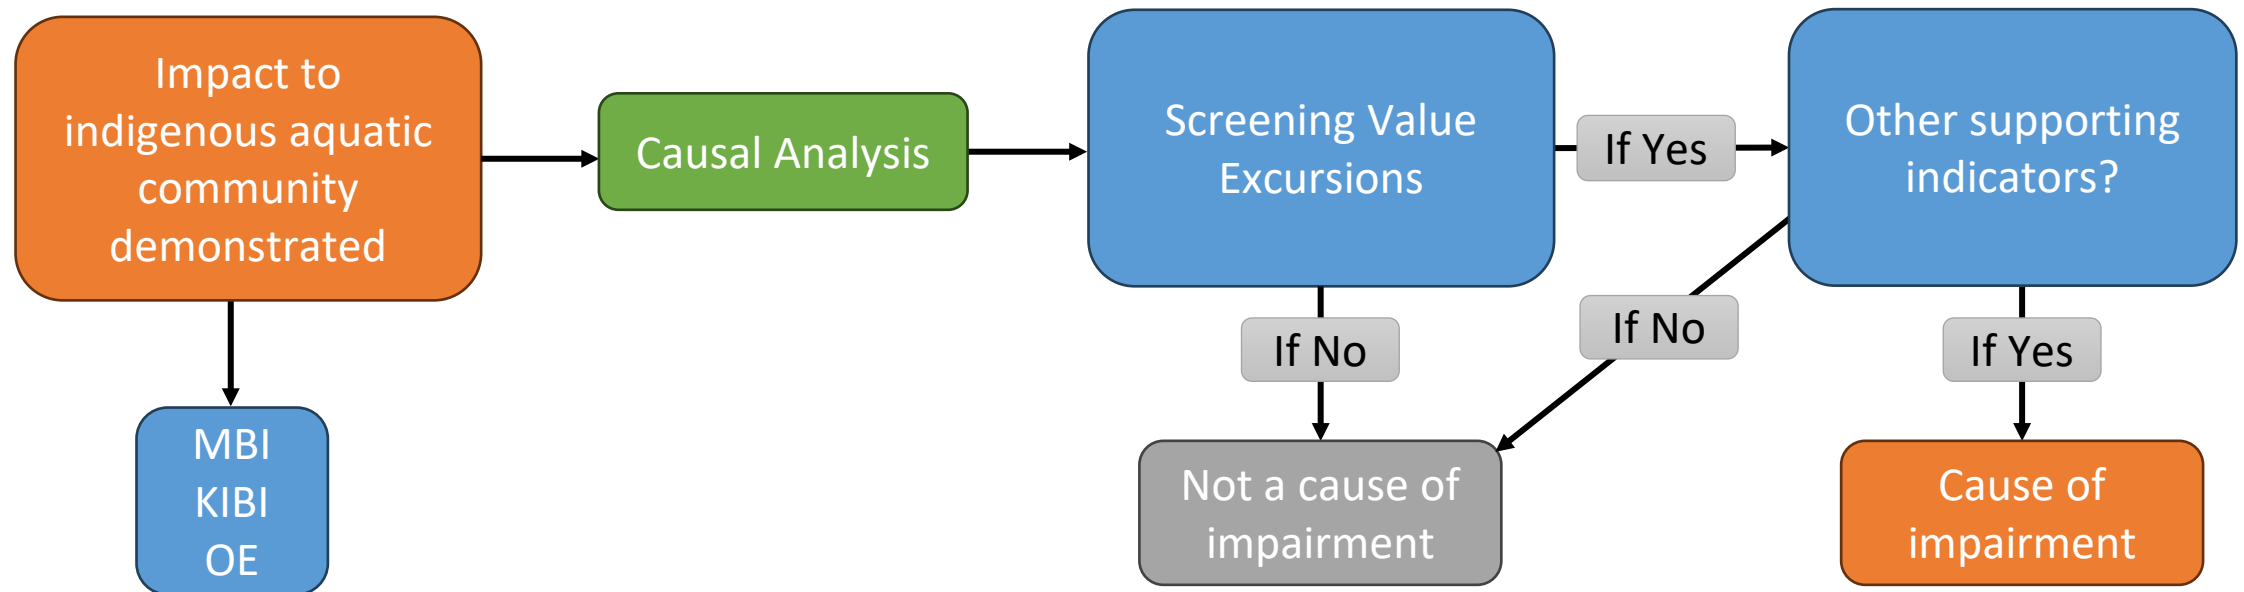 Impact to
indigenous aquatic
community
demonstrated
Causal Analysis
Screening Value
Excursions
If Yes
Other supporting
indicators?
If No
If No
If Yes
MBI
KIBI
OE
Not a cause of
impairment
Cause of
impairment